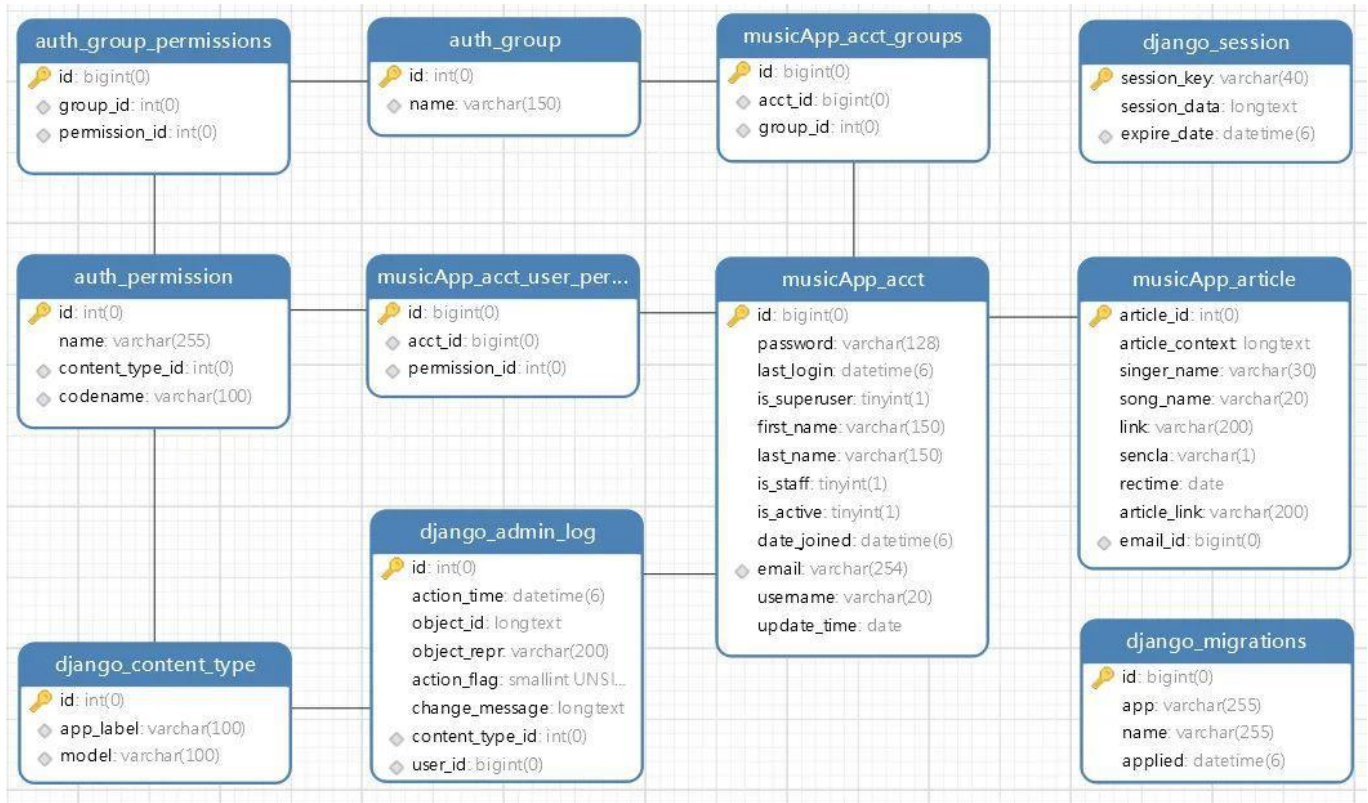 auth_group_permissions
id: bigint(0)
group_id: int(0)
permission_id: int(0)
auth_group
id: int(0)
name: varchar(150)
musicApp_acct_groups
id: bigint(0)
acct_id: bigint(0)
group_id: int(0)
django_session
session_key: varchar(40)
session_data: longtext
expire_date: datetime(6)
auth_permission
id: int(0)
name: varchar(255)
content_type_id: int(0)
codename: varchar(100)
musicApp_acct_user_per...
id: bigint(0)
acct_id: bigint(0)
permission_id: int(0)
musicApp_acct
id: bigint(0)
password: varchar(128)
last_login: datetime(6)
is_superuser: tinyint(1)
first_name: varchar(150)
last_name: varchar(150)
is_staff: tinyint(1)
is_active: tinyint(1)
date_joined: datetime(6)
email: varchar(254)
username: varchar(20)
update_time: date
musicApp_article
article_id: int(0)
article_context: longtext
singer_name: varchar(30)
song_name: varchar(20)
link: varchar(200)
sencla: varchar(1)
rectime: date
article_link: varchar(200)
email_id: bigint(0)
django_content_type
id: int(0)
app_label: varchar(100)
model: varchar(100)
django_admin_log
id: int(0)
action_time: datetime(6)
object_id: longtext
object_repr: varchar(200)
action_flag: smallint UNSI...
change_message: longtext
content_type_id: int(0)
user_id: bigint(0)
django_migrations
id: bigint(0)
app: varchar(255)
name: varchar(255)
applied: datetime(6)